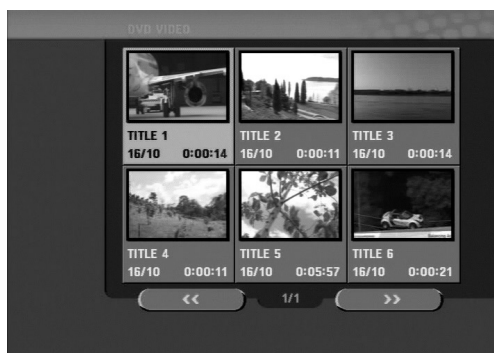 DVD VIDEO
TITLE 1
16/10 0:00:14
TITLE 2
16/10 0:00:11
TITLE 3
16/10 0:00:14
TITLE 4
16/10 0:00:11
TITLE 5
16/10 0:05:57
TITLE 6
16/10 0:00:21
<< 1/1 >>